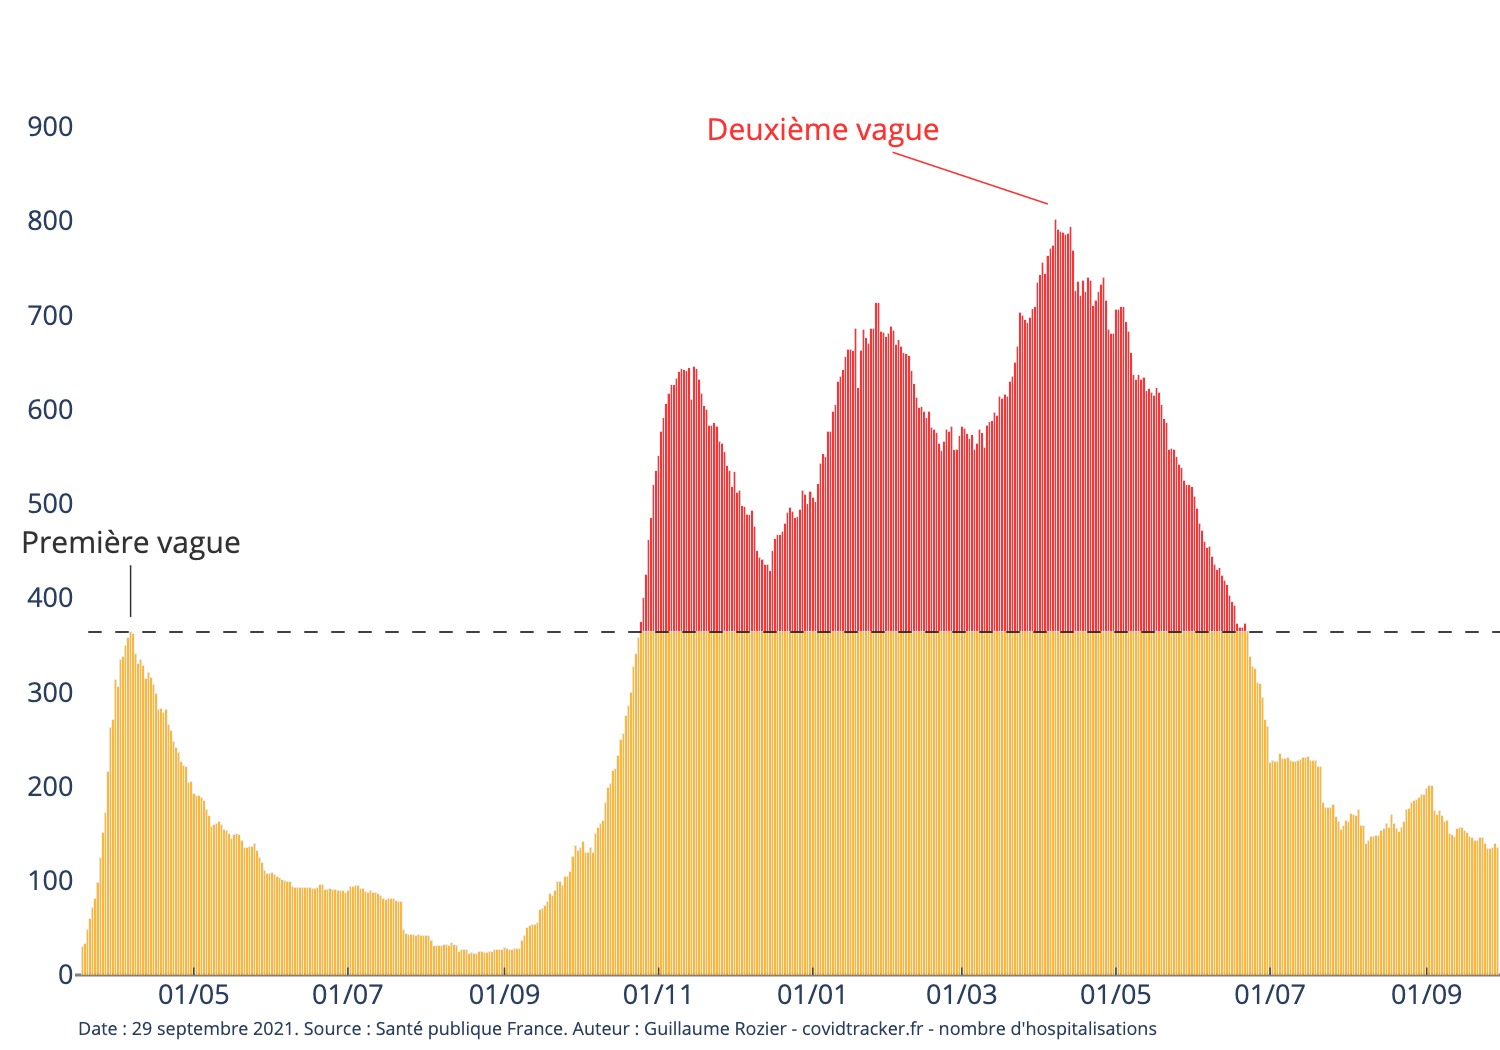 900
Deuxième vague
800
700
600
500
Première vague
400
300
200
100
0
01/05 01/07 01/09 01/11 01/01 01/03 01/05 01/07 01/09
Date : 29 septembre 2021. Source : Santé publique France. Auteur : Guillaume Rozier - covidtracker.fr - nombre d'hospitalisations